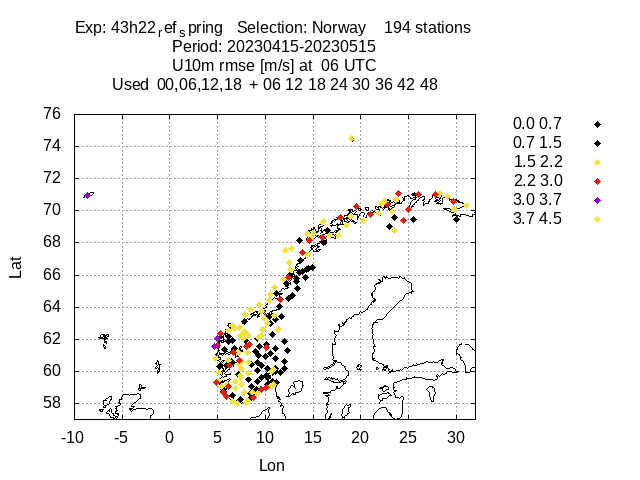 Exp: 43h22ref_spring Selection: Norway 194 stations
Period: 20230415-20230515
U10m rmse [m/s] at 06 UTC
Used 00,06,12,18 + 06 12 18 24 30 36 42 48
76
74
72
70
68
66
64
62
60
58
Lat
-10 -5 0 5 10 15 20 25 30
Lon
0.0 0.7
0.7 1.5
1.5 2.2
2.2 3.0
3.0 3.7
3.7 4.5